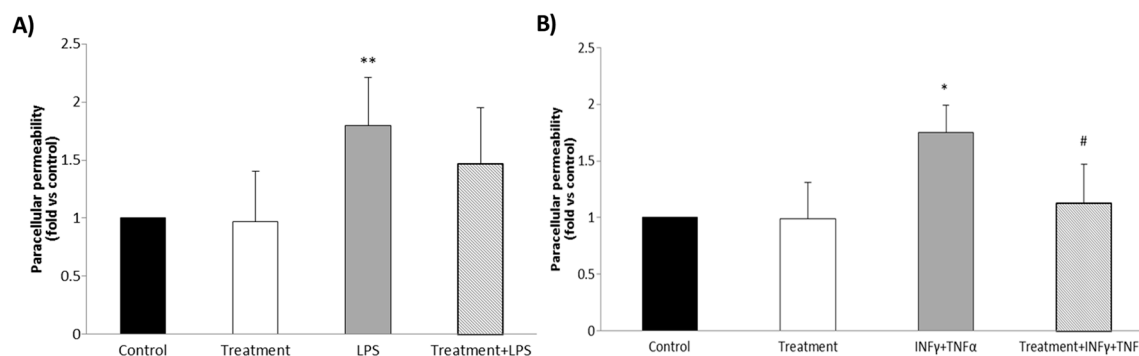 A)
Paracellular permeability
(fold vs control)
2.5
2
1.5
1
0.5
0
**
Control
Treatment
LPS
Treatment+LPS
B)
Paracellular permeability
(fold vs control)
2.5
2
1.5
1
0.5
0
*
#
Control
Treatment
INFγ+TNFα
Treatment+INFγ+TNF